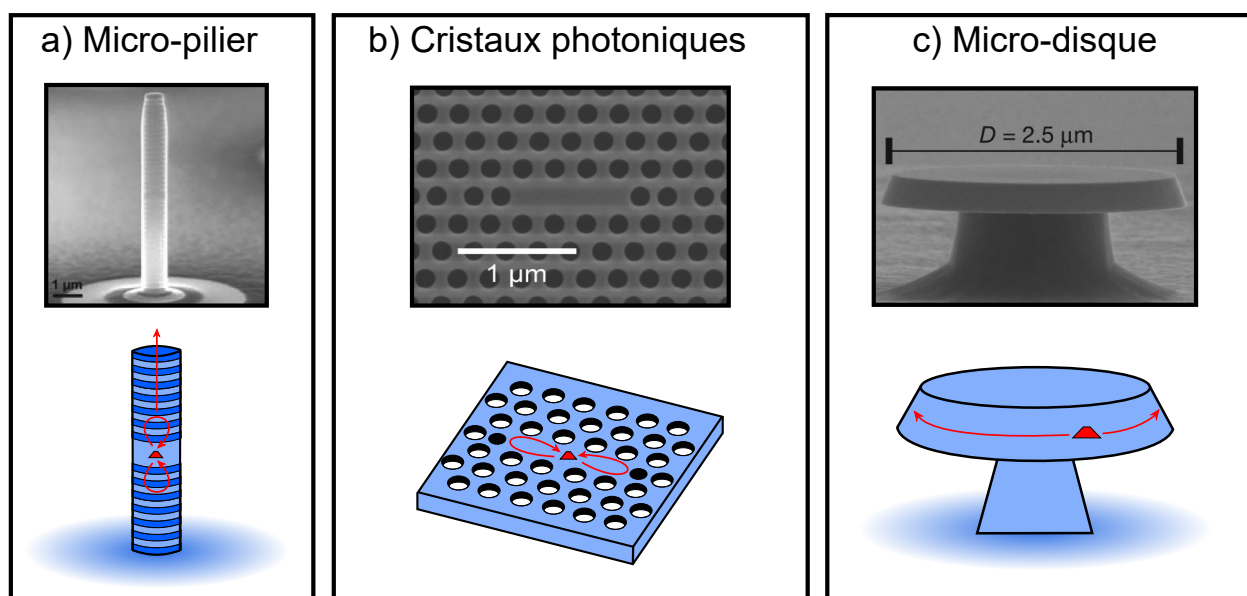 a) Micro-pilier
1 µm
b) Cristaux photoniques
1 µm
c) Micro-disque
D = 2.5 µm